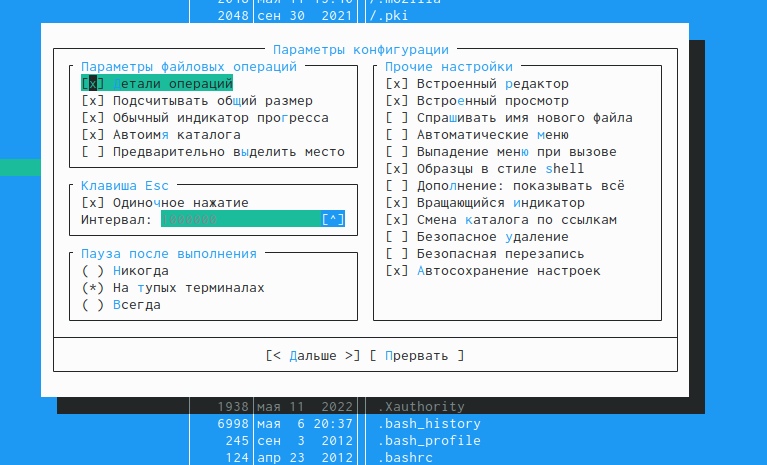 2048 сен 30 2021 /.pki
Параметры конфигурации
Параметры файловых операций
[x] Детали операций
[x] Подсчитывать общий размер
[x] Обычный индикатор прогресса
[x] Автоимя каталога
[ ] Предварительно выделить место
Клавиша Esc
[x] Одиночное нажатие
Интервал: [^]
Пауза после выполнения
( ) Никогда
(*) На тупых терминалах
( ) Всегда
Прочие настройки
[x] Встроенный редактор
[x] Встроенный просмотр
[ ] Спрашивать имя нового файла
[ ] Автоматические меню
[ ] Выпадение меню при вызове
[x] Образцы в стиле shell
[ ] Дополнение: показывать всё
[x] Вращающийся индикатор
[x] Смена каталога по ссылкам
[ ] Безопасное удаление
[ ] Безопасная перезапись
[x] Автосохранение настроек
[< Дальше >] [ Прервать ]
1938 мая 11 2022 .Xauthority
6998 мая 6 20:37 .bash_history
245 сен 3 2012 .bash_profile
124 апр 23 2012 .bashrc